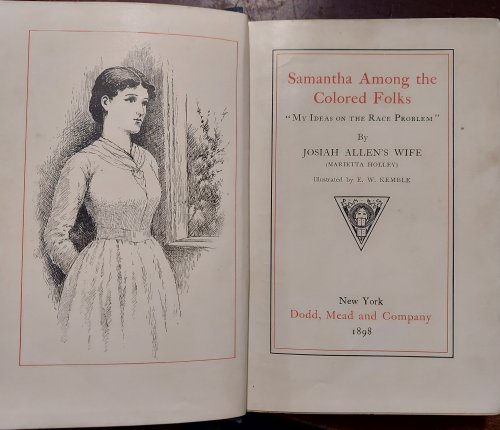 Samantha Among the
Colored Folks
"My Ideas on the Race Problem"
By
JOSIAH ALLEN'S WIFE
(MARIETTA HOLLEY)
Illustrated by E. W. KEMBLE
New York
Dodd, Mead and Company
1898